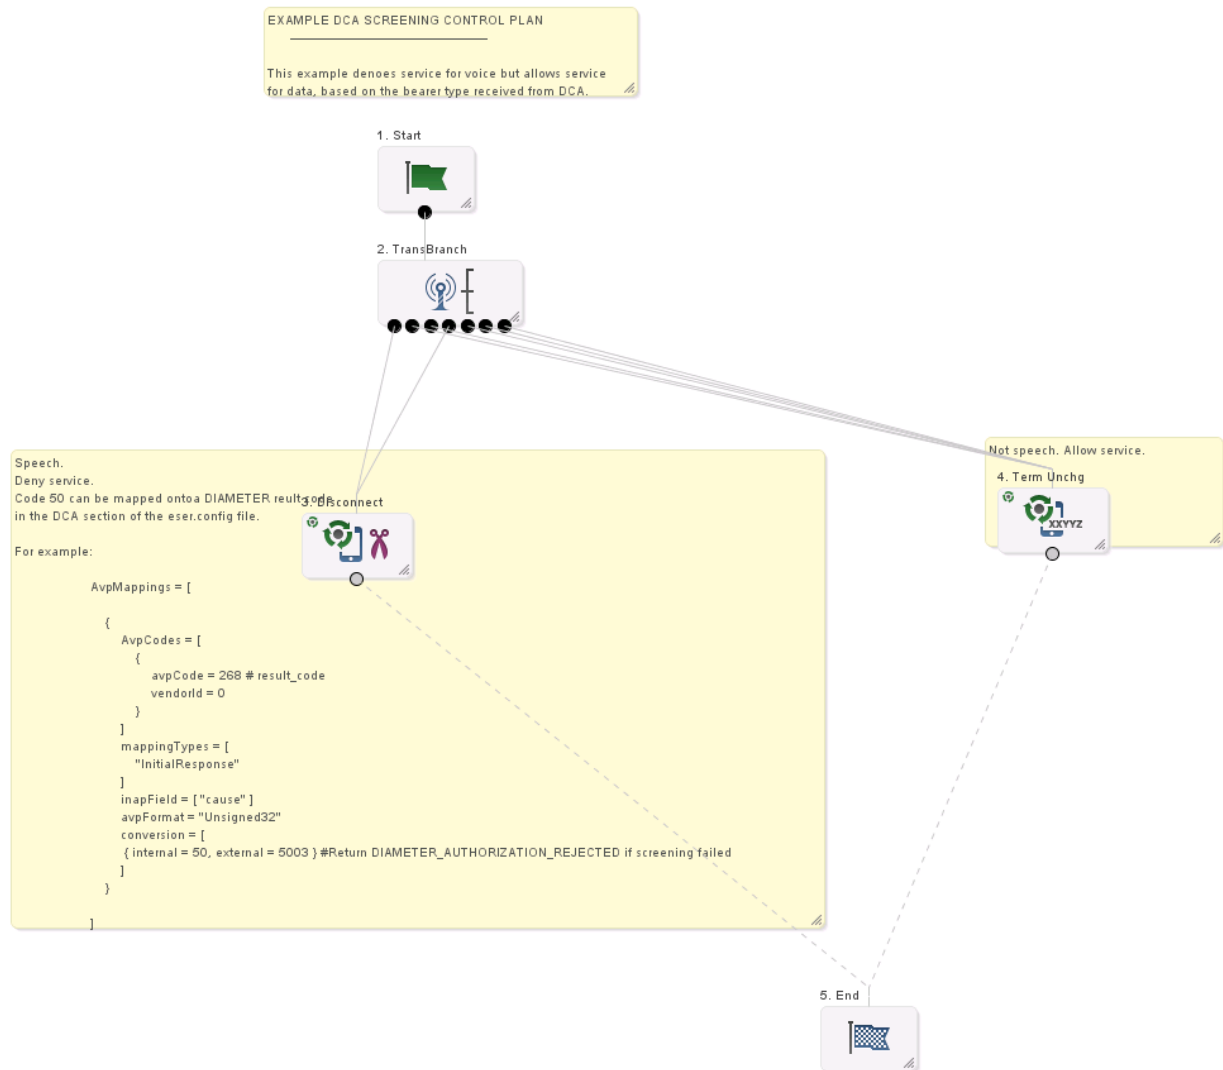 EXAMPLE DCA SCREENING CONTROL PLAN
This example denoes service for voice but allows service
for data, based on the bearer type received from DCA.
1. Start
2. TransBranch
Speech.
Deny service.
Code 50 can be mapped ontoa DIAMETER reult code
in the DCA section of the eser.config file.
For example:
AvpMappings = [
{
AvpCodes = [
{
avpCode = 268 # result_code
vendorId = 0
}
]
mappingTypes = [
"InitialResponse"
]
inapField = [ "cause" ]
avpFormat = "Unsigned32"
conversion = [
{ internal = 50, external = 5003 } #Return DIAMETER_AUTHORIZATION_REJECTED if screening failed
]
}
]
3. Disconnect
Not speech. Allow service.
4. Term Unchg
XXYYZ
5. End